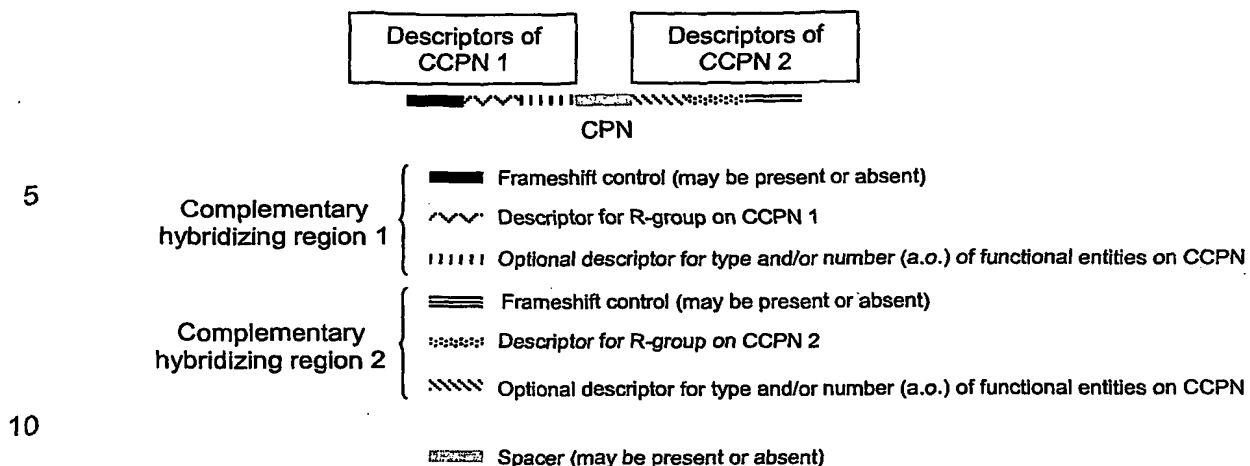 Descriptors of
CCPN 1
Descriptors of
CCPN 2
CPN
5
Complementary
hybridizing region 1
Frameshift control (may be present or absent)
Descriptor for R-group on CCPN 1
Optional descriptor for type and/or number (a.o.) of functional entities on CCPN
Complementary
hybridizing region 2
Frameshift control (may be present or absent)
Descriptor for R-group on CCPN 2
Optional descriptor for type and/or number (a.o.) of functional entities on CCPN
10
Spacer (may be present or absent)